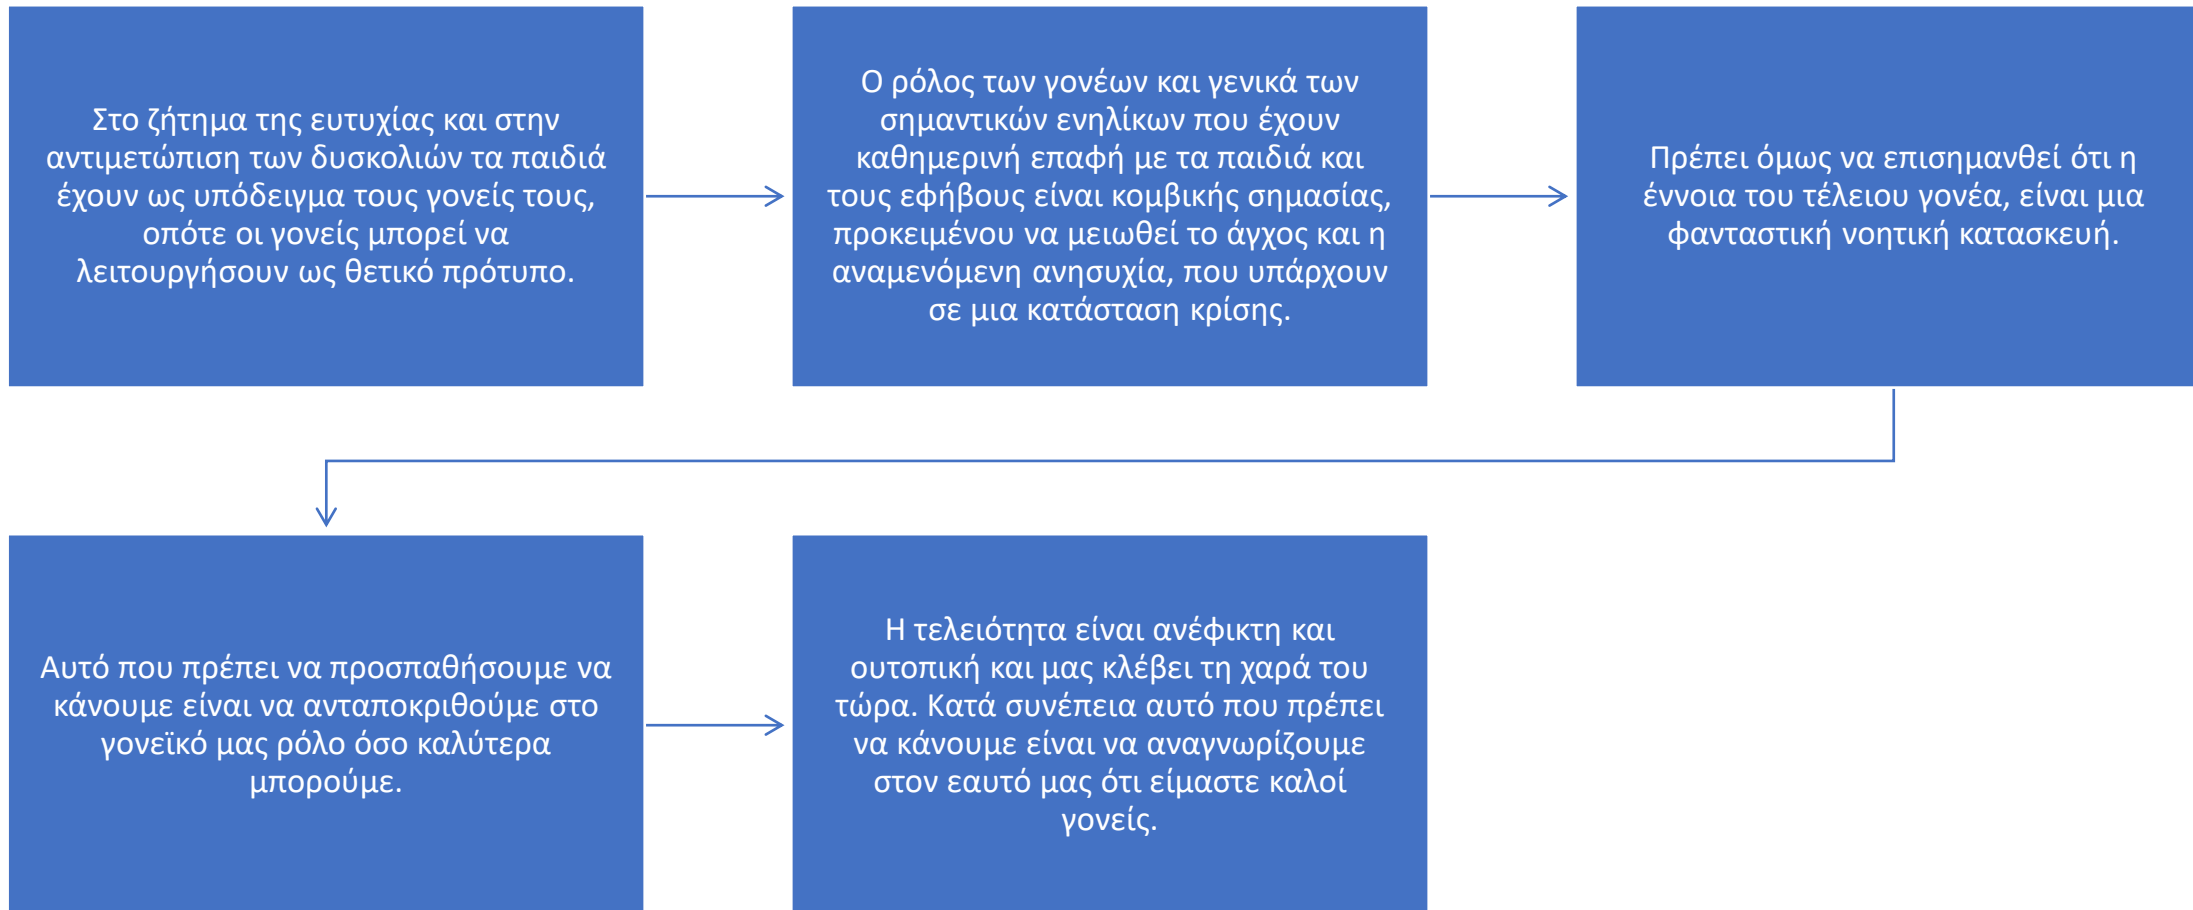 Στο ζήτημα της ευτυχίας και στην
αντιμετώπιση των δυσκολιών τα παιδιά
έχουν ως υπόδειγμα τους γονείς τους,
οπότε οι γονείς μπορεί να
λειτουργήσουν ως θετικό πρότυπο.
Ο ρόλος των γονέων και γενικά των
σημαντικών ενηλίκων που έχουν
καθημερινή επαφή με τα παιδιά και
τους εφήβους είναι κομβικής σημασίας,
προκειμένου να μειωθεί το άγχος και η
αναμενόμενη ανησυχία, που υπάρχουν
σε μια κατάσταση κρίσης.
Πρέπει όμως να επισημανθεί ότι η
έννοια του τέλειου γονέα, είναι μια
φανταστική νοητική κατασκευή.
Αυτό που πρέπει να προσπαθήσουμε να
κάνουμε είναι να ανταποκριθούμε στο
γονεϊκό μας ρόλο όσο καλύτερα
μπορούμε.
Η τελειότητα είναι ανέφικτη και
ουτοπική και μας κλέβει τη χαρά του
τώρα. Κατά συνέπεια αυτό που πρέπει
να κάνουμε είναι να αναγνωρίζουμε
στον εαυτό μας ότι είμαστε καλοί
γονείς.